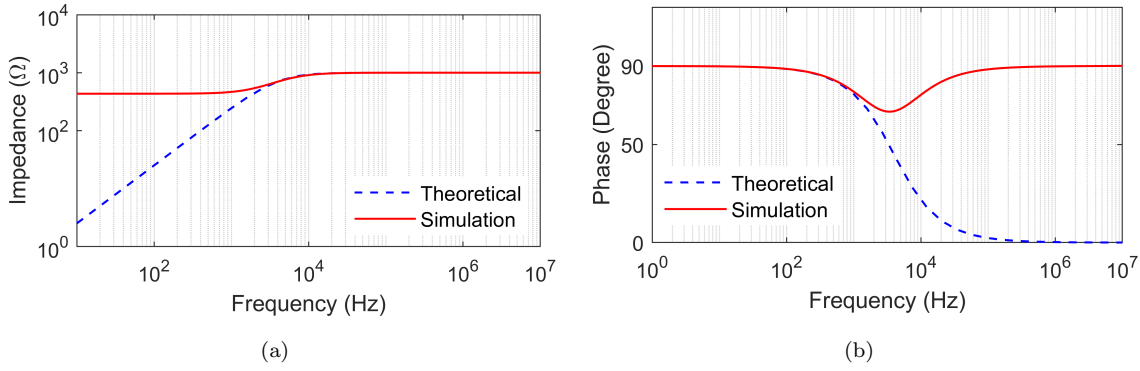 10^4
10^3
10^2
10^0
Impedance (Ω)
Theoretical
Simulation
10^2
10^4
10^6
10^7
Frequency (Hz)
(a)
90
50
0
Phase (Degree)
Theoretical
Simulation
10^0
10^2
10^4
10^6
10^7
Frequency (Hz)
(b)